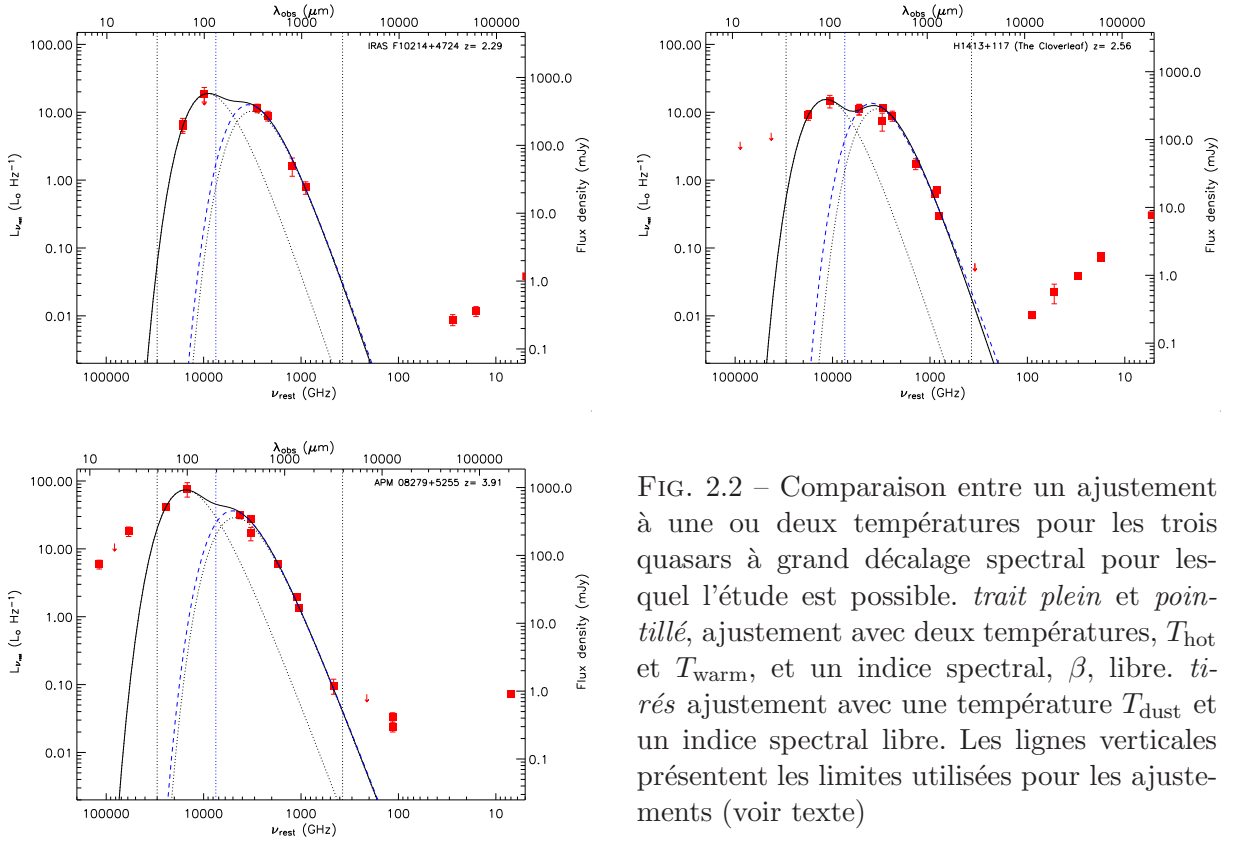 λobs (μm)
10 100 1000 10000 100000
IRAS F10214+4724 z= 2.29
100.00
10.00
1.00
0.10
0.01
Lνrest (L⊙ Hz−1)
1000.0
100.0
10.0
1.0
0.1
Flux density (mJy)
100000 10000 1000 100 10
νrest (GHz)
λobs (μm)
10 100 1000 10000 100000
H1413+117 (The Cloverleaf) z= 2.56
100.00
10.00
1.00
0.10
0.01
Lνrest (L⊙ Hz−1)
1000.0
100.0
10.0
1.0
0.1
Flux density (mJy)
100000 10000 1000 100 10
νrest (GHz)
λobs (μm)
10 100 1000 10000 100000
APM 08279+5255 z= 3.91
100.00
10.00
1.00
0.10
0.01
Lνrest (L⊙ Hz−1)
1000.0
100.0
10.0
1.0
0.1
Flux density (mJy)
100000 10000 1000 100 10
νrest (GHz)
FIG. 2.2 – Comparaison entre un ajustement
à une ou deux températures pour les trois
quasars à grand décalage spectral pour les-
quel l'étude est possible. trait plein et poin-
tillé, ajustement avec deux températures, Thot
et Twarm, et un indice spectral, β, libre. ti-
rés ajustement avec une température Tdust et
un indice spectral libre. Les lignes verticales
présentent les limites utilisées pour les ajuste-
ments (voir texte)